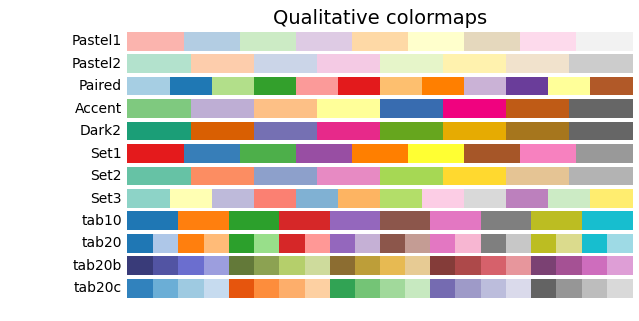 Qualitative colormaps
Pastel1
Pastel2
Paired
Accent
Dark2
Set1
Set2
Set3
tab10
tab20
tab20b
tab20c